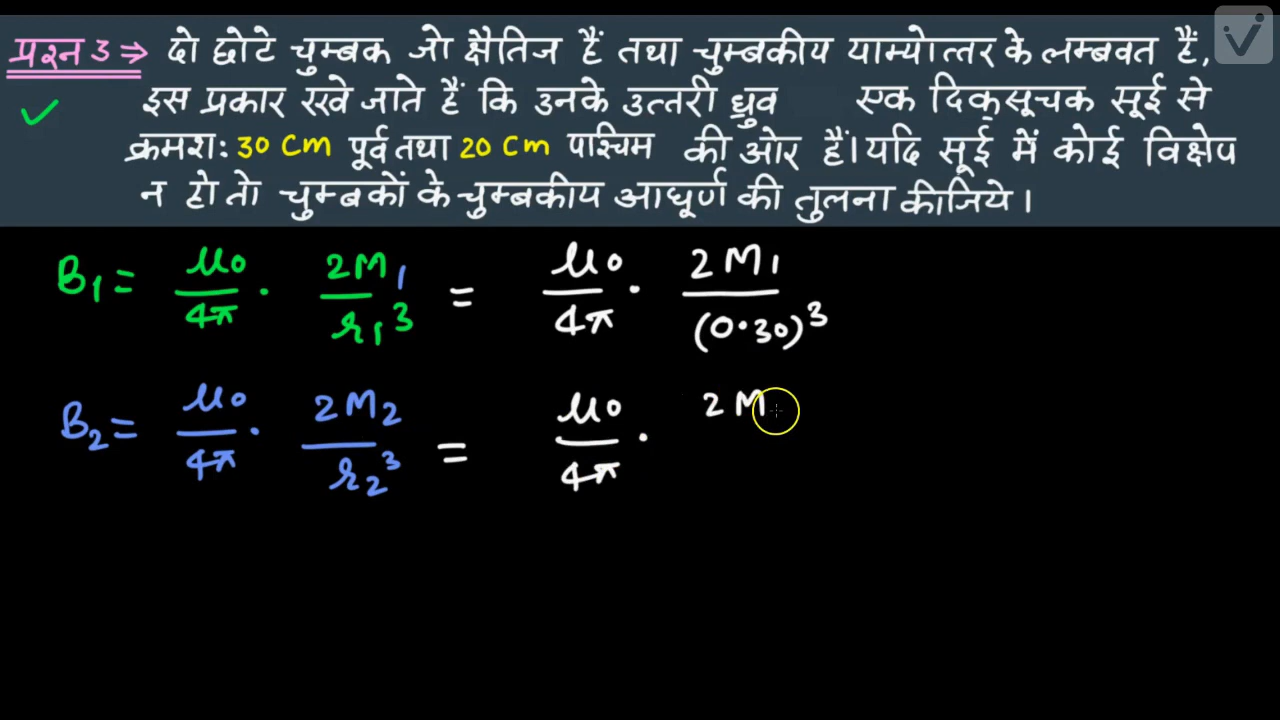 प्रश्न 3 ⇒ दो छोटे चुम्बक जो क्षैतिज हैं तथा चुम्बकीय याम्योत्तर के लम्बवत हैं,
इस प्रकार रखे जाते हैं कि उनके उत्तरी ध्रुव एक दिक्सूचक सूई से
क्रमश: 30 Cm पूर्व तथा 20 Cm पश्चिम की ओर हैं। यदि सूई में कोई विक्षेप
न हो तो चुम्बकों के चुम्बकीय आघूर्ण की तुलना कीजिये।
B₁ = μ₀/4π · 2M₁/r₁³ = μ₀/4π · 2M₁/(0.30)³
B₂ = μ₀/4π · 2M₂/r₂³ = μ₀/4π · 2M